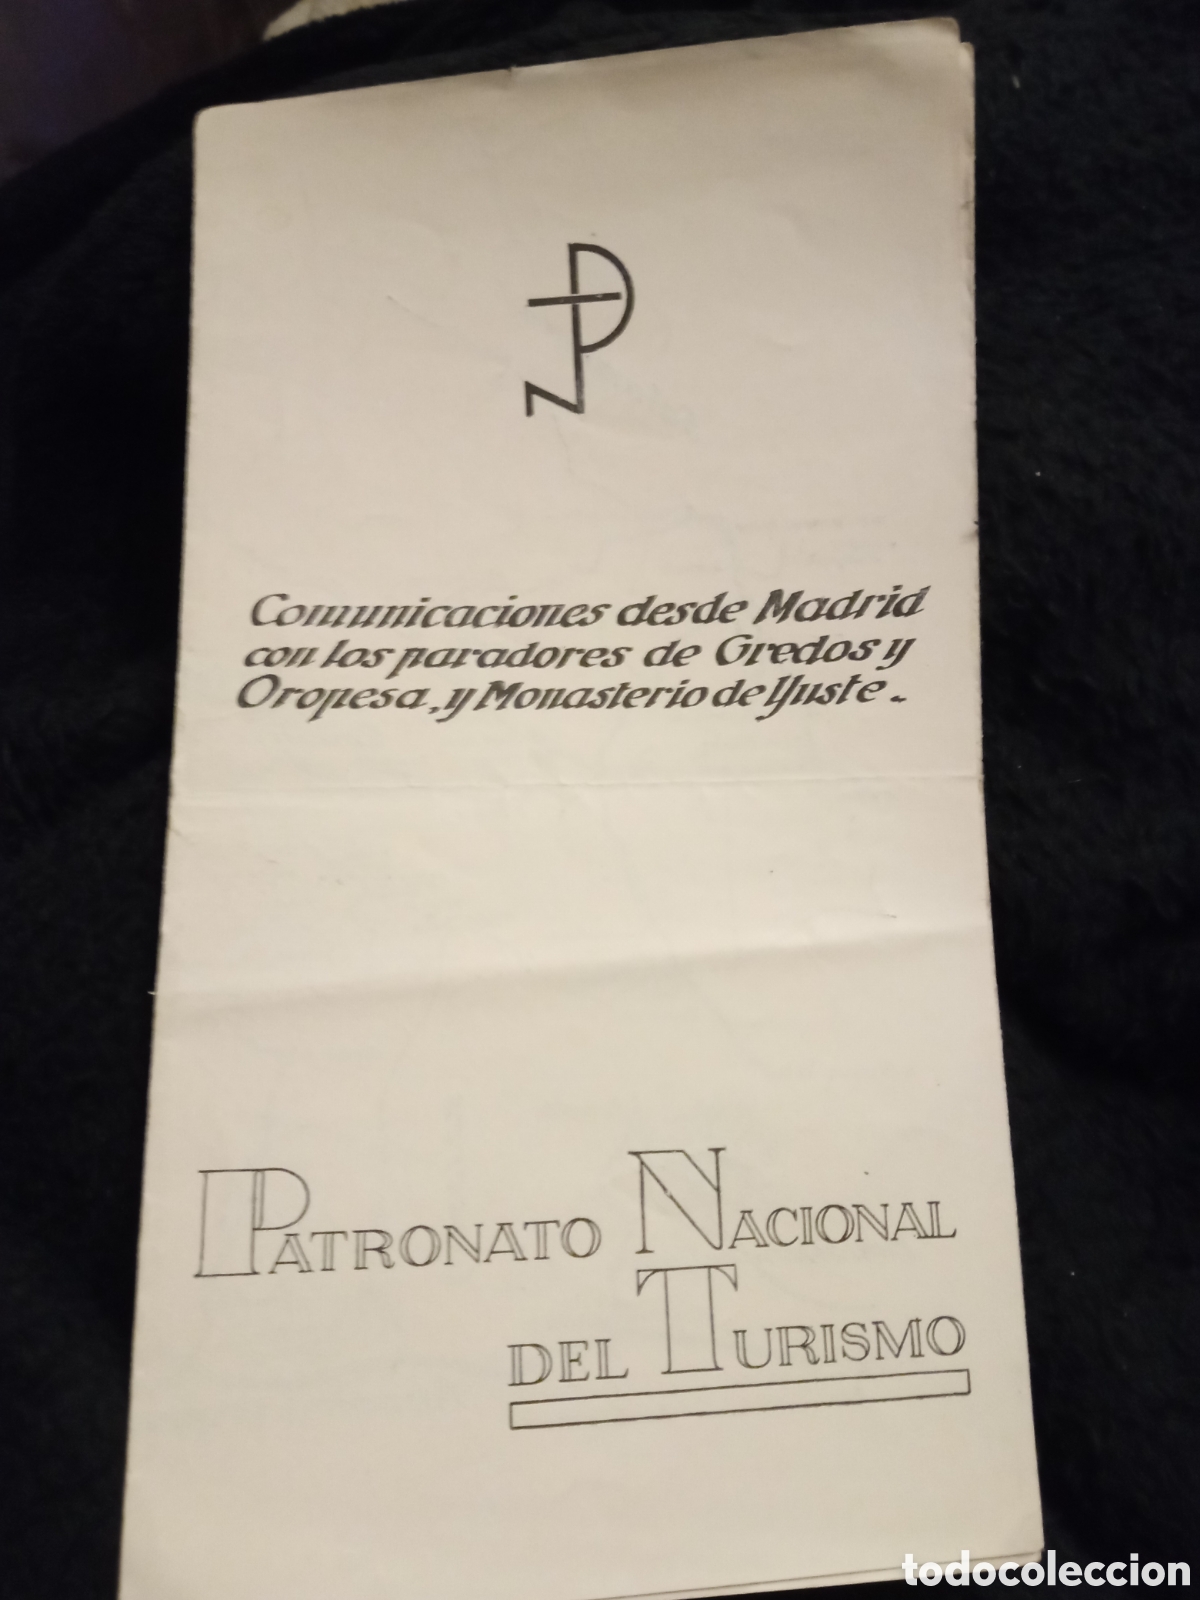 Comunicaciones desde Madrid
con los paradores de Gredos y
Oropesa, y Monasterio de Yuste.-
PATRONATO NACIONAL
DEL TURISMO
todocoleccion